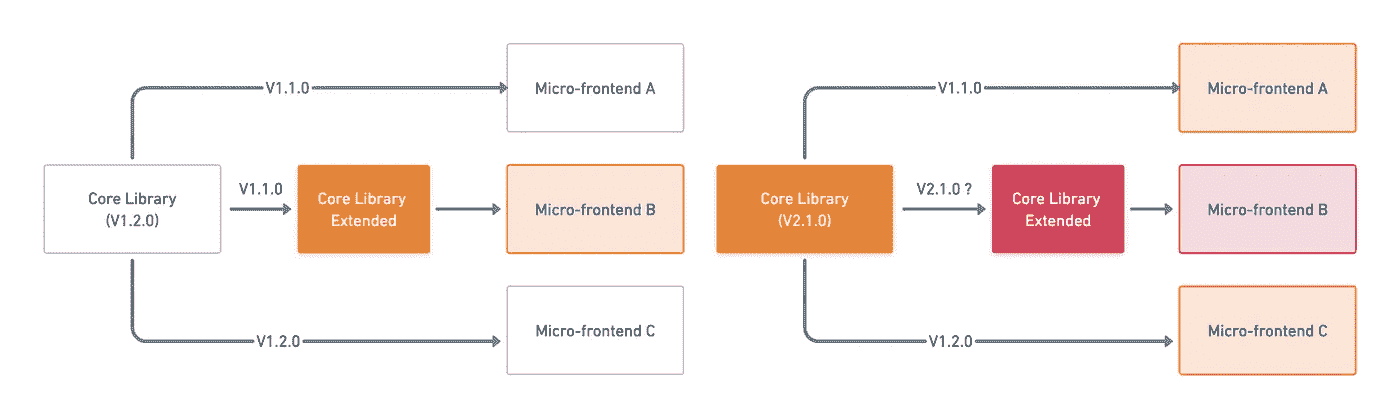 V1.1.0
Micro-frontend A
Core Library
(V1.2.0)
V1.1.0
Core Library
Extended
Micro-frontend B
V1.2.0
Micro-frontend C
V1.1.0
Micro-frontend A
Core Library
(V2.1.0)
V2.1.0 ?
Core Library
Extended
Micro-frontend B
V1.2.0
Micro-frontend C